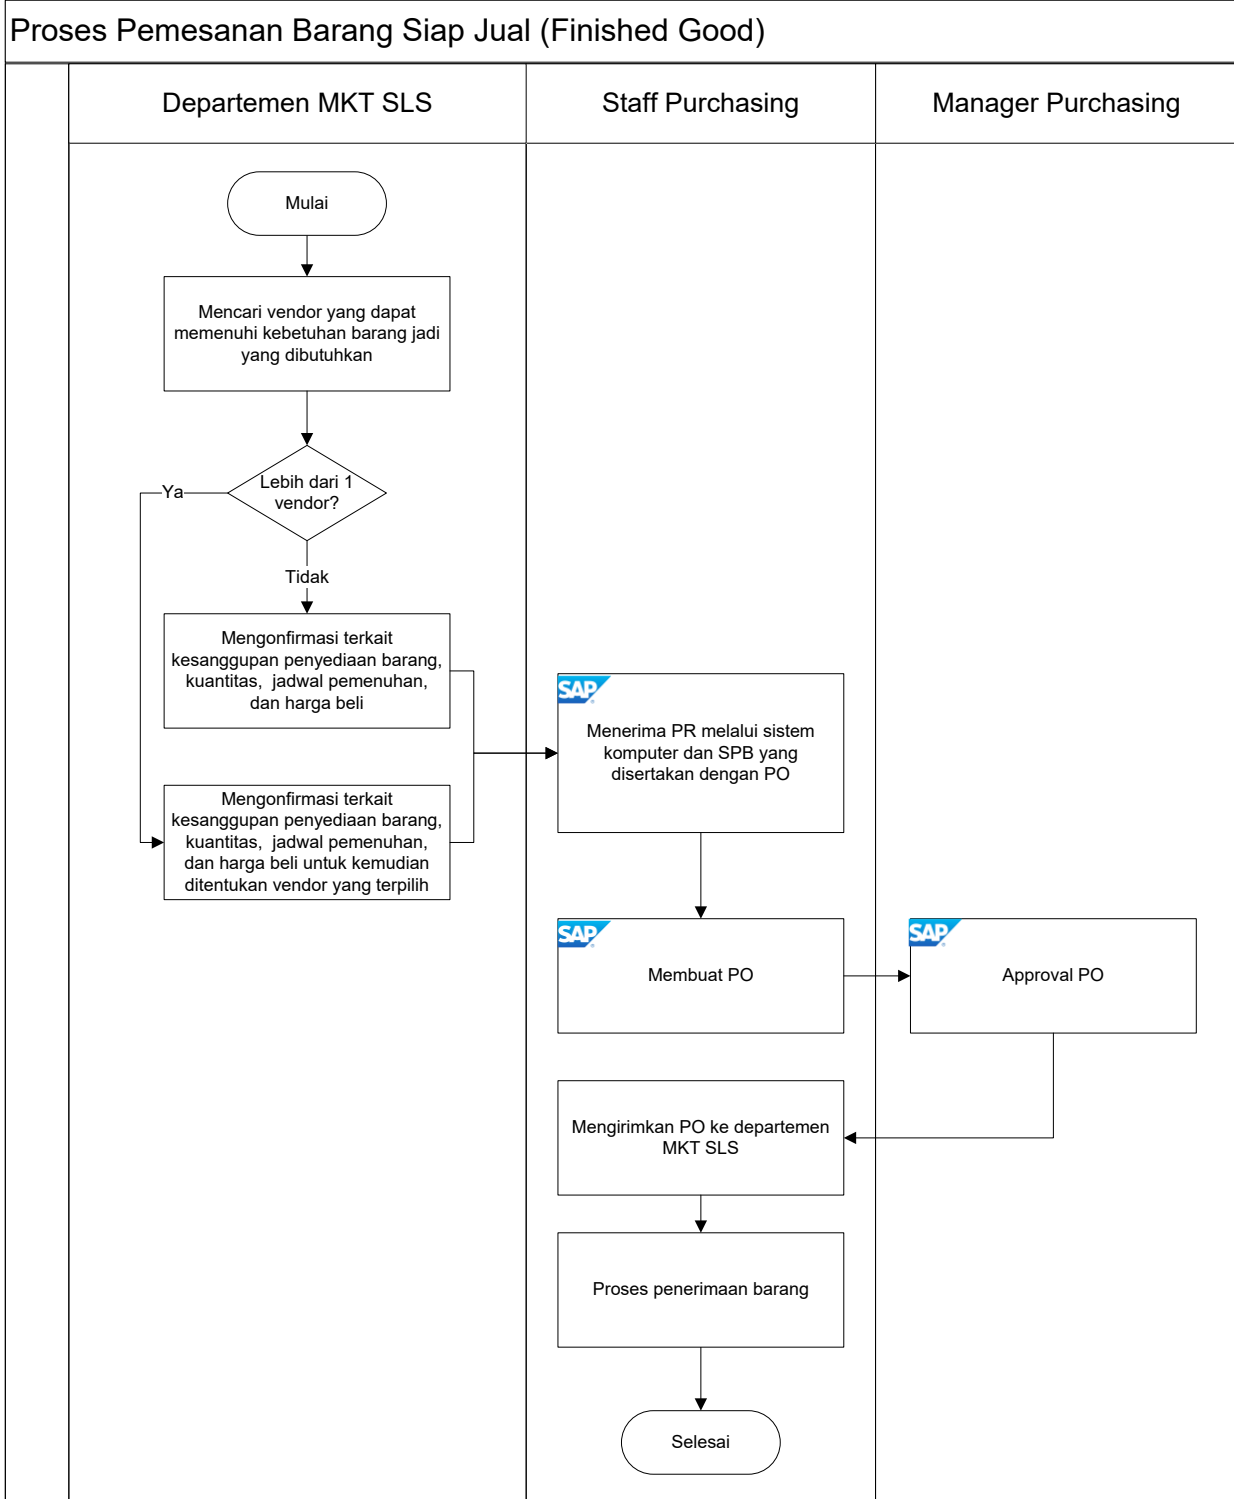 Proses Pemesanan Barang Siap Jual (Finished Good)
Departemen MKT SLS
Staff Purchasing
Manager Purchasing
Mulai
Mencari vendor yang dapat
memenuhi kebetuhan barang jadi
yang dibutuhkan
Lebih dari 1
vendor?
Ya
Tidak
Mengonfirmasi terkait
kesanggupan penyediaan barang,
kuantitas, jadwal pemenuhan,
dan harga beli
Mengonfirmasi terkait
kesanggupan penyediaan barang,
kuantitas, jadwal pemenuhan,
dan harga beli untuk kemudian
ditentukan vendor yang terpilih
SAP
Menerima PR melalui sistem
komputer dan SPB yang
disertakan dengan PO
SAP
Membuat PO
SAP
Approval PO
Mengirimkan PO ke departemen
MKT SLS
Proses penerimaan barang
Selesai